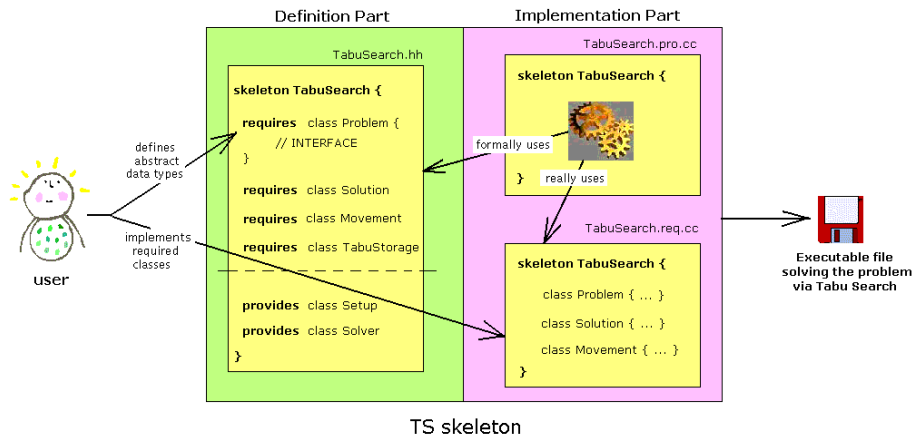 Definition Part
Implementation Part
TabuSearch.hh
skeleton TabuSearch {
requires class Problem {
// INTERFACE
}
requires class Solution
requires class Movement
requires class TabuStorage
provides class Setup
provides class Solver
}
TabuSearch.pro.cc
skeleton TabuSearch {
}
formally uses
really uses
TabuSearch.req.cc
skeleton TabuSearch {
class Problem { ... }
class Solution { ... }
class Movement { ... }
}
defines
abstract
data types
implements
required
classes
user
Executable file
solving the problem
via Tabu Search
TS skeleton